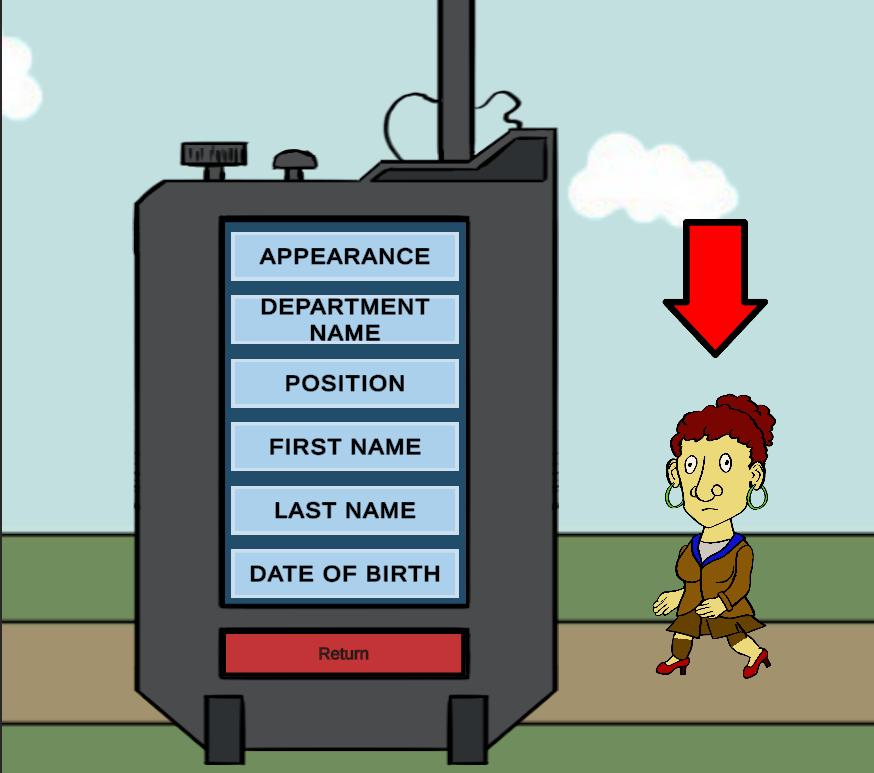 APPEARANCE
DEPARTMENT
NAME
POSITION
FIRST NAME
LAST NAME
DATE OF BIRTH
Return